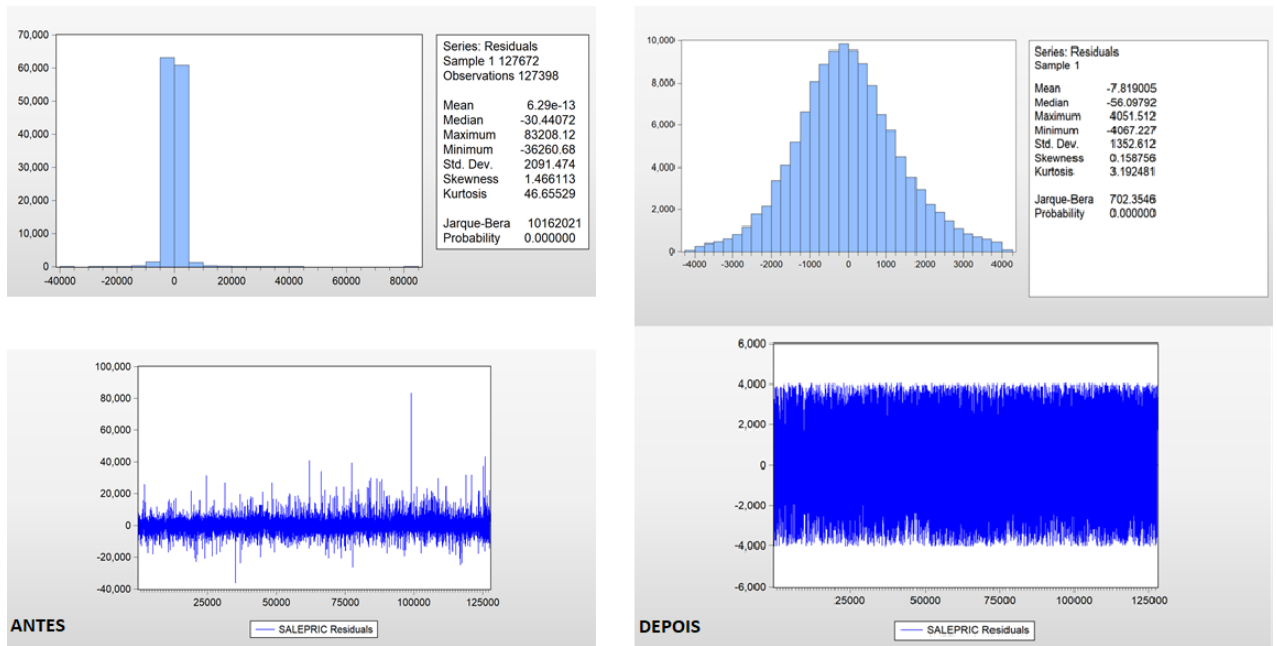 70,000
60,000
50,000
40,000
30,000
20,000
10,000
0
-40000 -20000 0 20000 40000 60000 80000
Series: Residuals
Sample 1 127672
Observations 127398
Mean 6.29e-13
Median -30.44072
Maximum 83208.12
Minimum -36260.68
Std. Dev. 2091.474
Skewness 1.466113
Kurtosis 46.65529
Jarque-Bera 10162021
Probability 0.000000
10,000
8,000
6,000
4,000
2,000
0
-4000 -3000 -2000 -1000 0 1000 2000 3000 4000
Series: Residuals
Sample 1
Mean -7.819005
Median -56.09792
Maximum 4051.512
Minimum -4067.227
Std. Dev. 1352.612
Skewness 0.158756
Kurtosis 3.192481
Jarque-Bera 702.3546
Probability 0.000000
100,000
80,000
60,000
40,000
20,000
0
-20,000
-40,000
25000 50000 75000 100000 125000
SALEPRIC Residuals
ANTES
6,000
4,000
2,000
0
-2,000
-4,000
-6,000
25000 50000 75000 100000 125000
SALEPRIC Residuals
DEPOIS